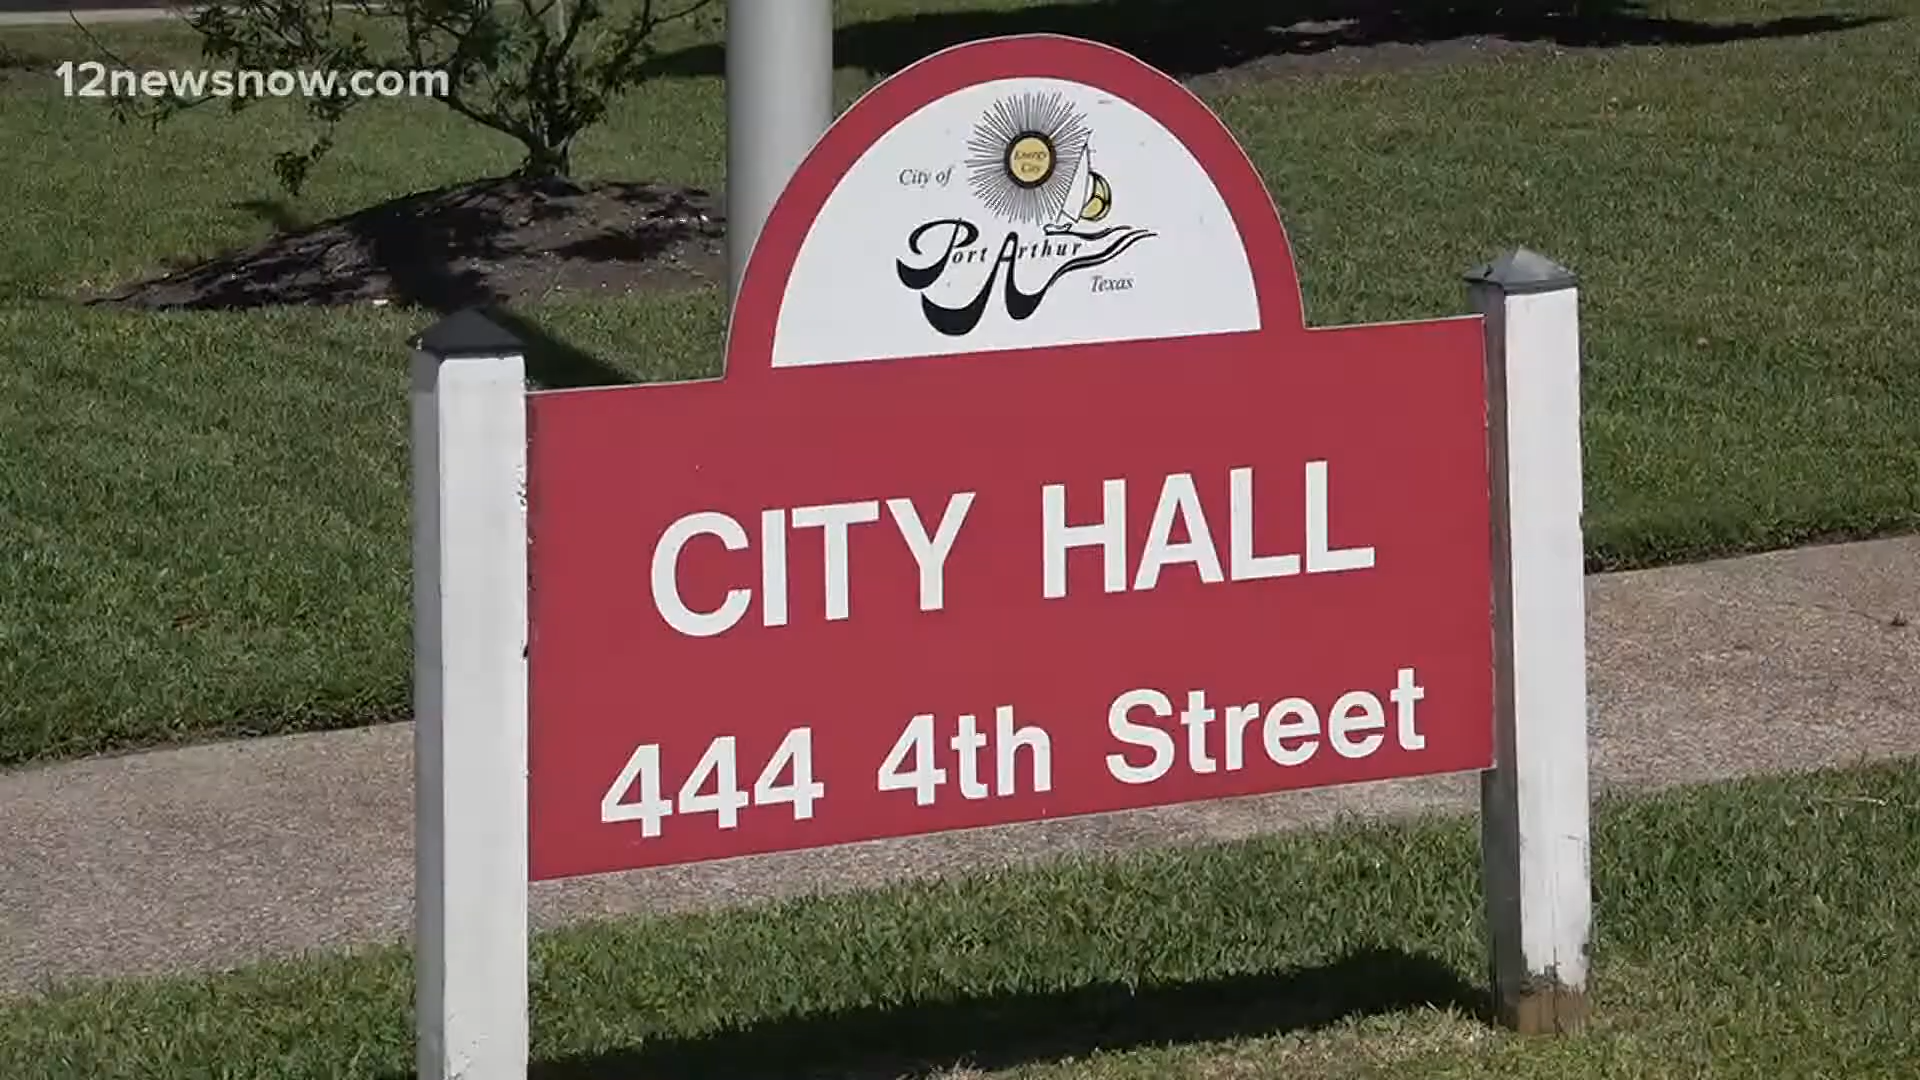 12newsnow.com
Energy
City
City of
Port Arthur
Texas
CITY HALL
444 4th Street